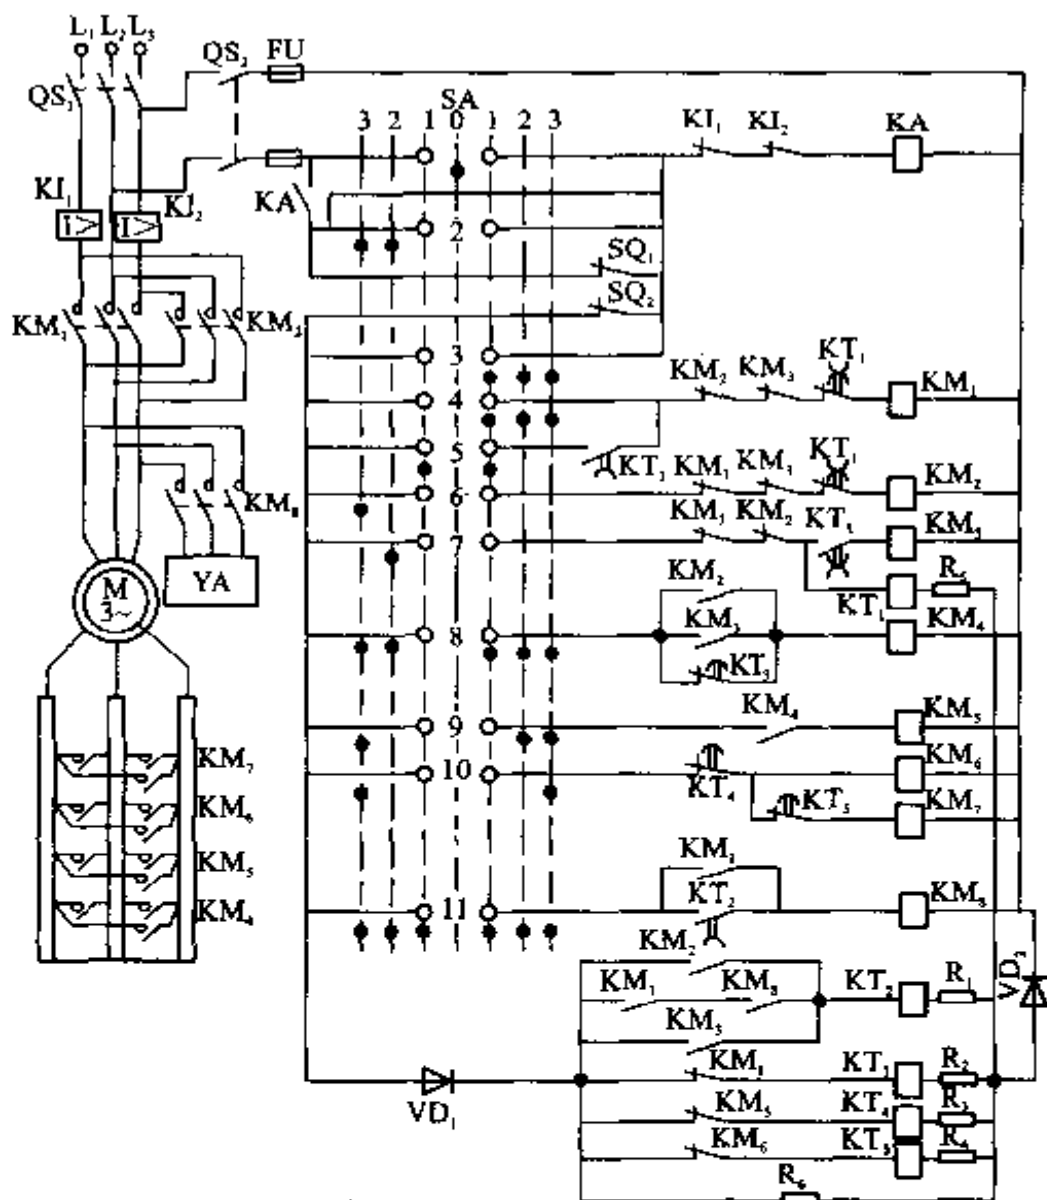 L₁ L₂ L₃
QS₂ FU
QS₁
SA
3 2 1 0 1 2 3
KI₁ KI₂ KA
KI₁ KI₂
I> I>
KA
2
SQ₁
SQ₂
KM₁ KM₂
3
KM₂ KM₃ KT₁ KM₁
4
5 KT₂
KM₁ KM₃ KT₁ KM₂
6
KM₈
KM₁ KM₂ KT₁ KM₃
7
YA
M
3~
KT₁ R₅
KM₂
KM₃ KM₄
8
KT₃
KM₄ KM₅
9
10 KM₆
KT₄
KT₅ KM₇
KM₇
KM₆
KM₅
KM₄
KM₁
11 KT₂ KM₈
KM₂
KM₁ KM₈ KT₂ R₁ VD₂
KM₃
KM₁ KT₃ R₂
VD₁
KM₅ KT₄ R₃
KM₆ KT₅ R₄
R₆